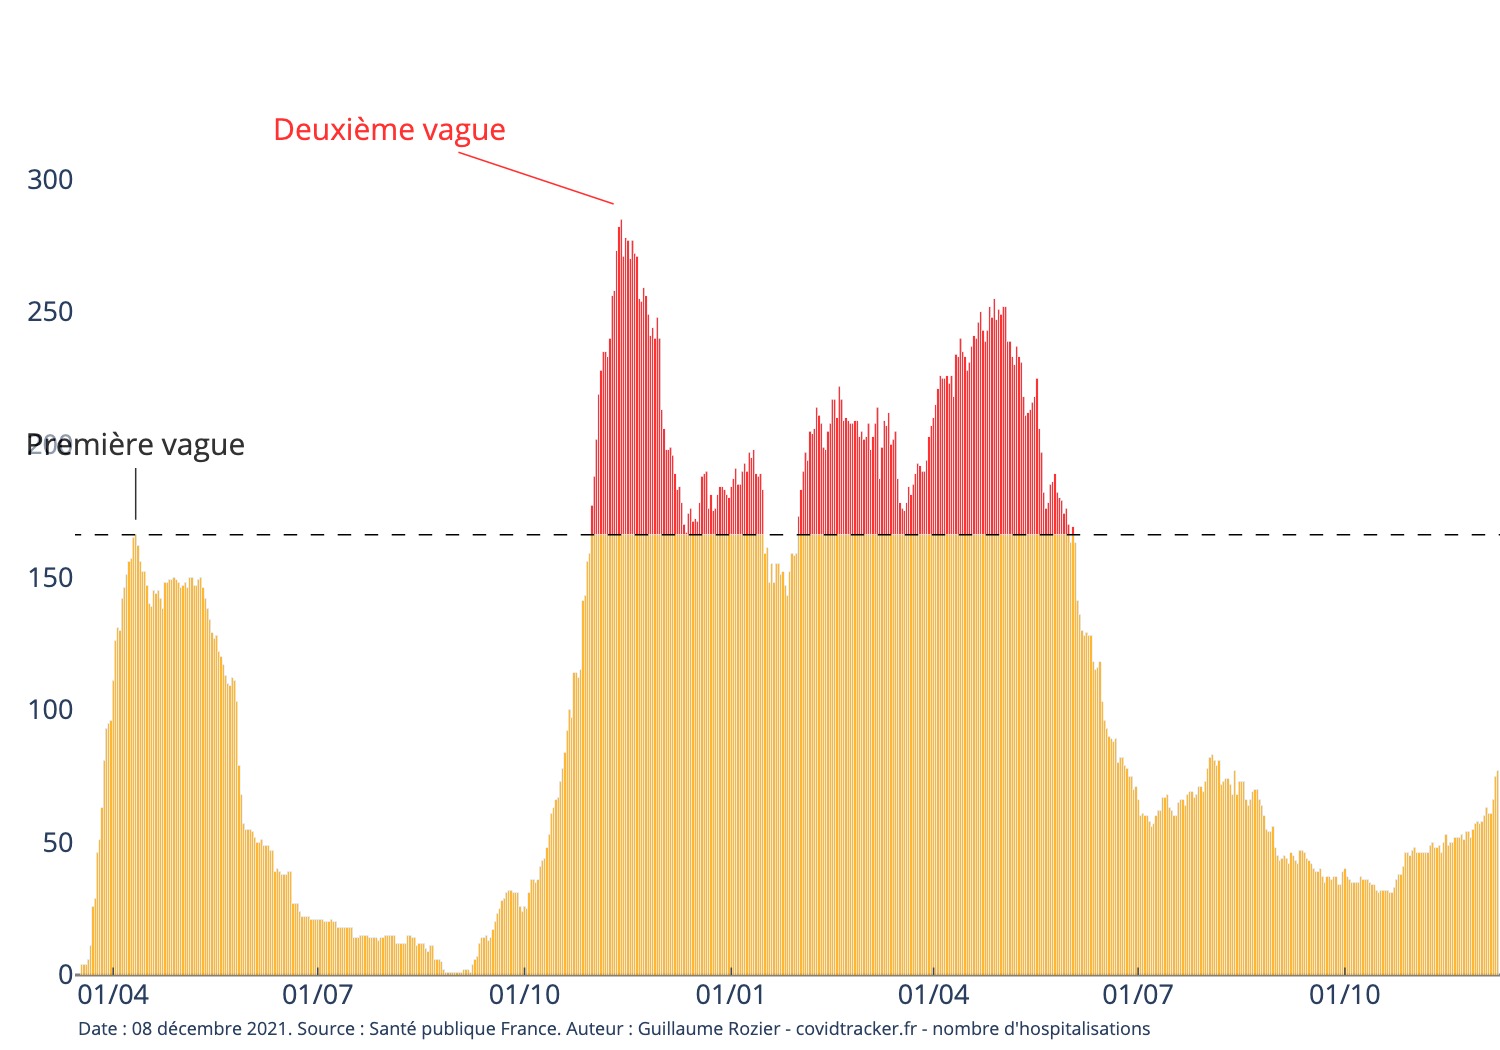 Deuxième vague
300
250
200
Première vague
150
100
50
0
01/04 01/07 01/10 01/01 01/04 01/07 01/10
Date : 08 décembre 2021. Source : Santé publique France. Auteur : Guillaume Rozier - covidtracker.fr - nombre d'hospitalisations